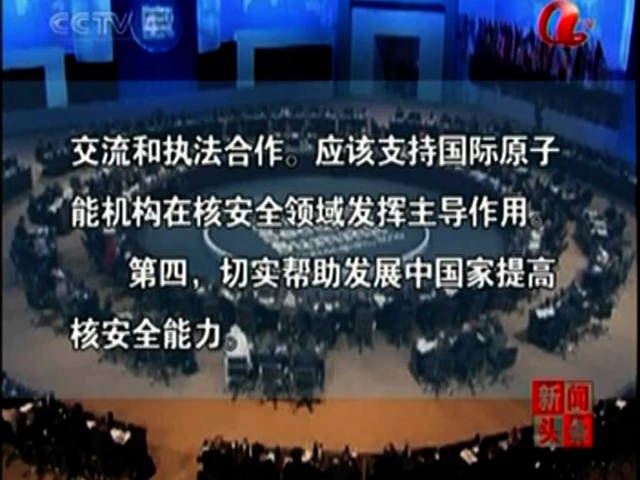 CCTV 4
交流和执法合作。应该支持国际原子
能机构在核安全领域发挥主导作用。
第四，切实帮助发展中国家提高
核安全能力。
新闻
头条